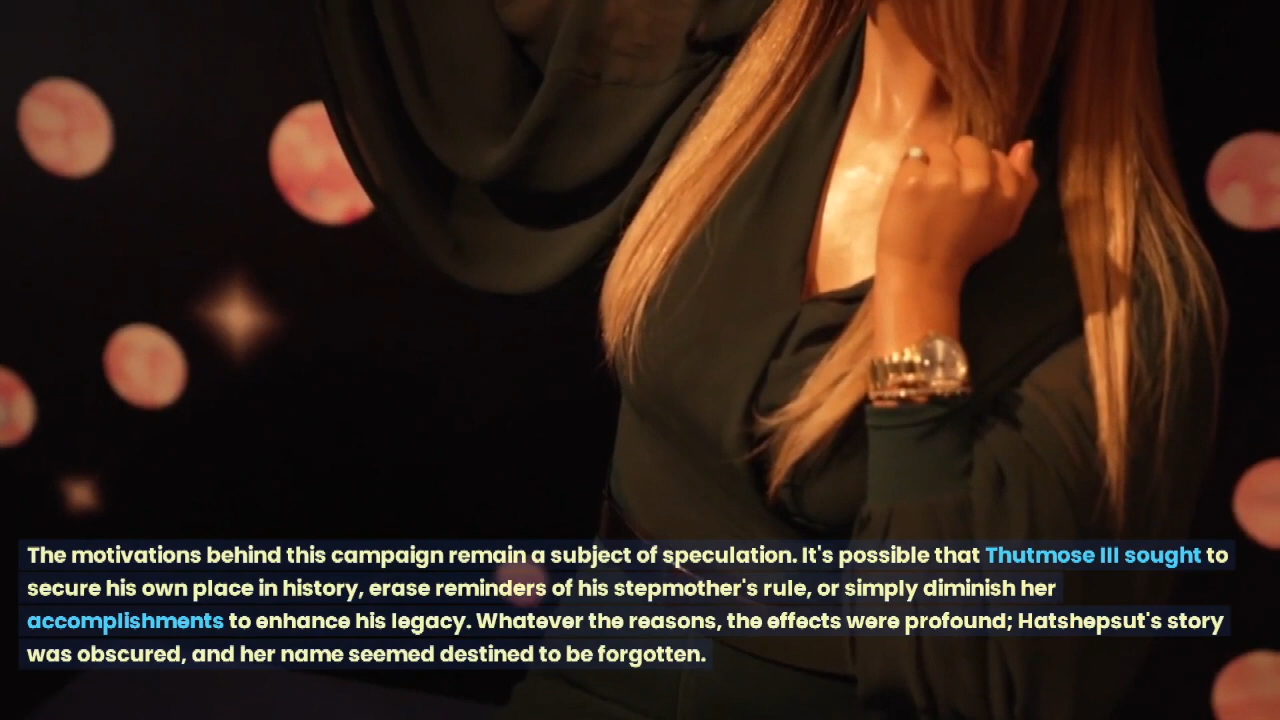 The motivations behind this campaign remain a subject of speculation. It's possible that Thutmose III sought to
secure his own place in history, erase reminders of his stepmother's rule, or simply diminish her
accomplishments to enhance his legacy. Whatever the reasons, the effects were profound; Hatshepsut's story
was obscured, and her name seemed destined to be forgotten.